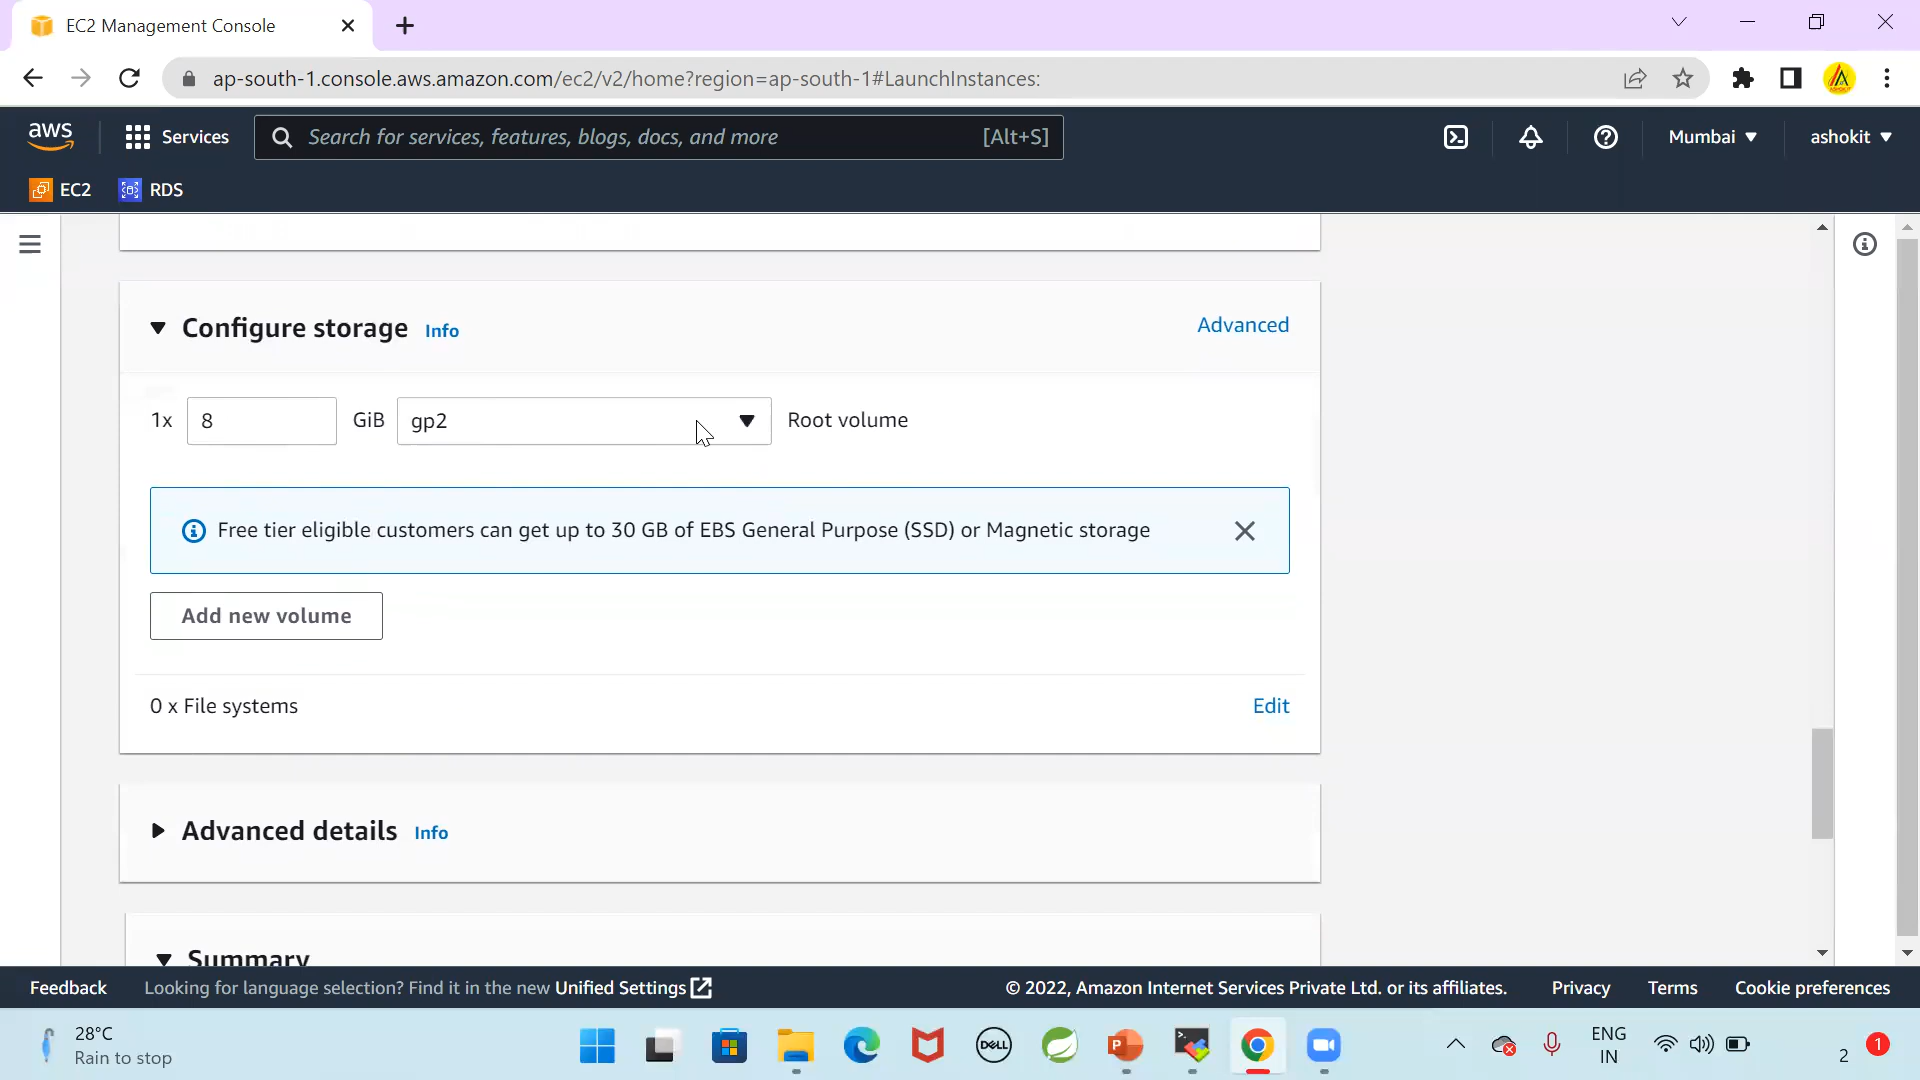 EC2 Management Console
ap-south-1.console.aws.amazon.com/ec2/v2/home?region=ap-south-1#LaunchInstances:
aws
Services
Search for services, features, blogs, docs, and more
[Alt+S]
Mumbai
ashokit
EC2
RDS
Configure storage Info
Advanced
1x 8 GiB gp2 Root volume
Free tier eligible customers can get up to 30 GB of EBS General Purpose (SSD) or Magnetic storage
Add new volume
0 x File systems
Edit
Advanced details Info
Summary
Feedback
Looking for language selection? Find it in the new Unified Settings
© 2022, Amazon Internet Services Private Ltd. or its affiliates.
Privacy
Terms
Cookie preferences
28°C
Rain to stop
DELL
P
ENG
IN
2
1